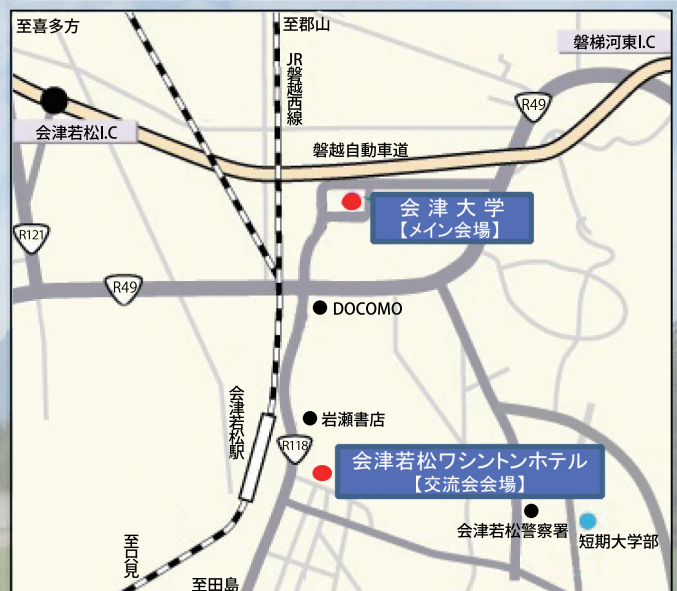 至喜多方
至郡山
磐梯河東I.C
JR磐越西線
R49
会津若松I.C
磐越自動車道
会津大学
【メイン会場】
R121
R49
DOCOMO
会津若松駅
岩瀬書店
R118
会津若松ワシントンホテル
【交流会会場】
会津若松警察署
短期大学部
至只見
至田島